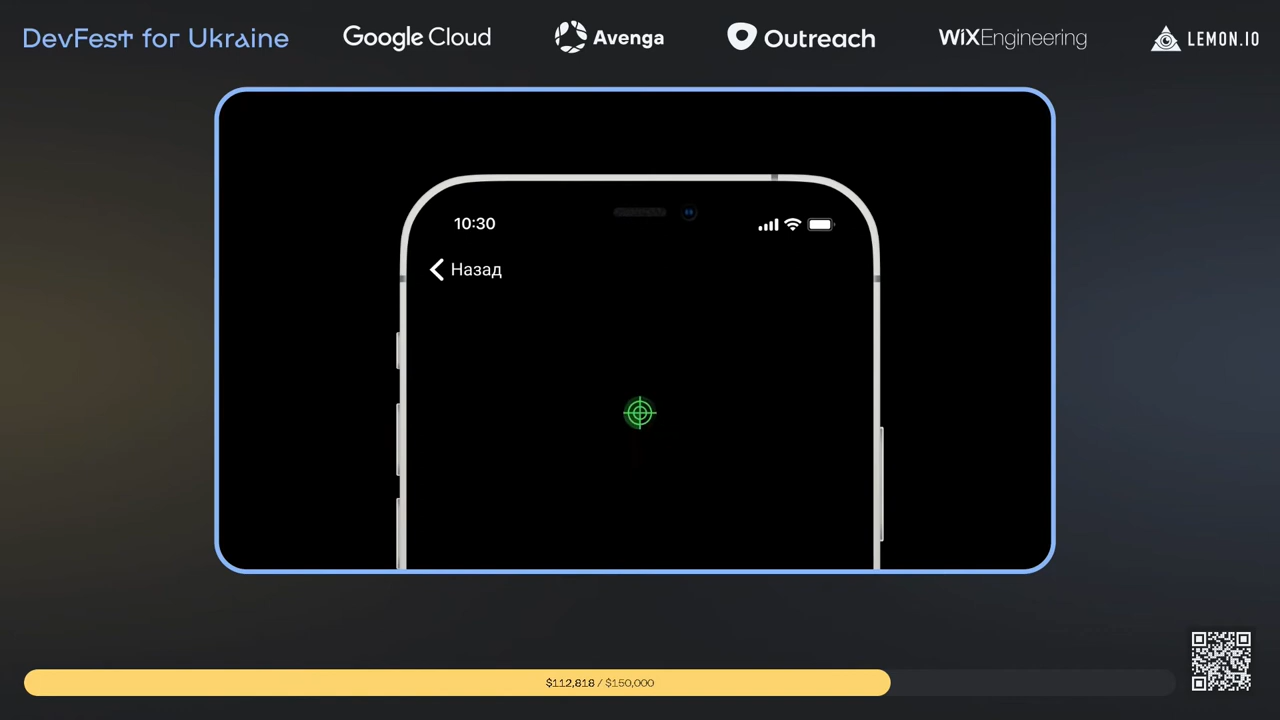 DevFest for Ukraine
Google Cloud
Avenga
Outreach
WiXEngineering
LEMON.IO
10:30
Назад
$112,818 / $150,000